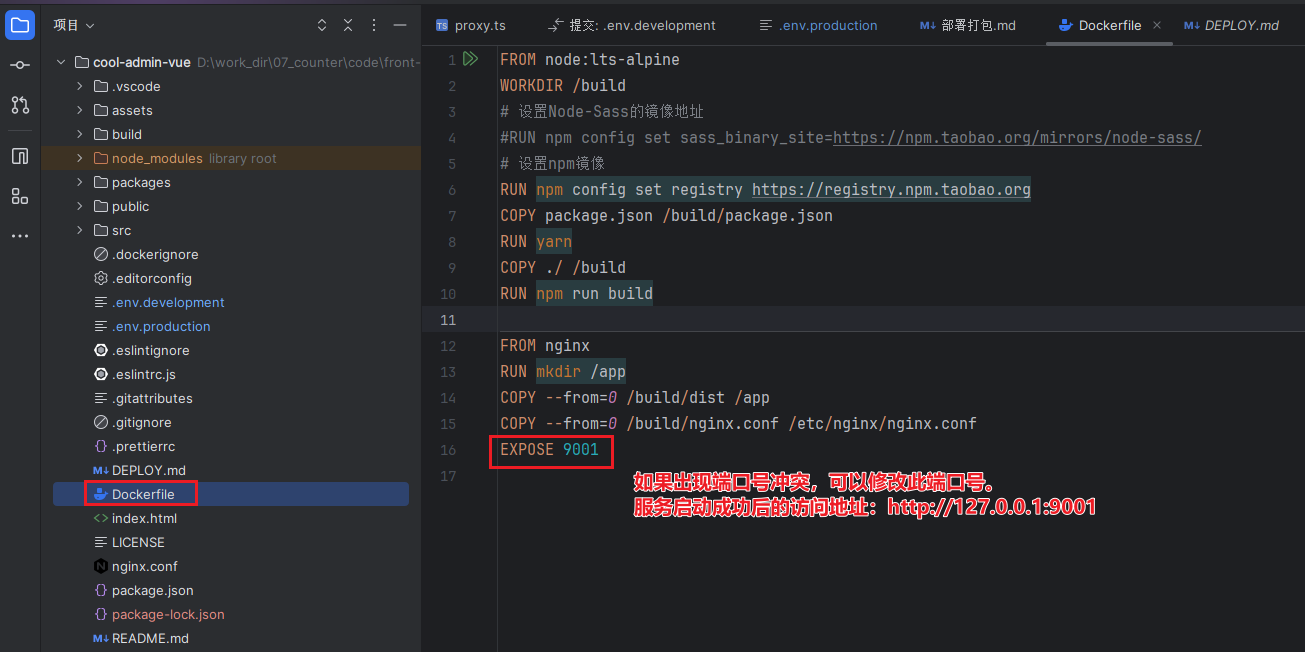 项目
proxy.ts
提交: .env.development
.env.production
M↓ 部署打包.md
Dockerfile
M↓ DEPLOY.md
cool-admin-vue D:\work_dir\07_counter\code\front-
.vscode
assets
build
node_modules library root
packages
public
src
.dockerignore
.editorconfig
.env.development
.env.production
.eslintignore
.eslintrc.js
.gitattributes
.gitignore
.prettierrc
M↓ DEPLOY.md
Dockerfile
index.html
LICENSE
nginx.conf
package.json
package-lock.json
M↓ README.md
1 FROM node:lts-alpine
2 WORKDIR /build
3 # 设置Node-Sass的镜像地址
4 #RUN npm config set sass_binary_site=https://npm.taobao.org/mirrors/node-sass/
5 # 设置npm镜像
6 RUN npm config set registry https://registry.npm.taobao.org
7 COPY package.json /build/package.json
8 RUN yarn
9 COPY ./ /build
10 RUN npm run build
11
12 FROM nginx
13 RUN mkdir /app
14 COPY --from=0 /build/dist /app
15 COPY --from=0 /build/nginx.conf /etc/nginx/nginx.conf
16 EXPOSE 9001
17
如果出现端口号冲突，可以修改此端口号。
服务启动成功后的访问地址：http://127.0.0.1:9001